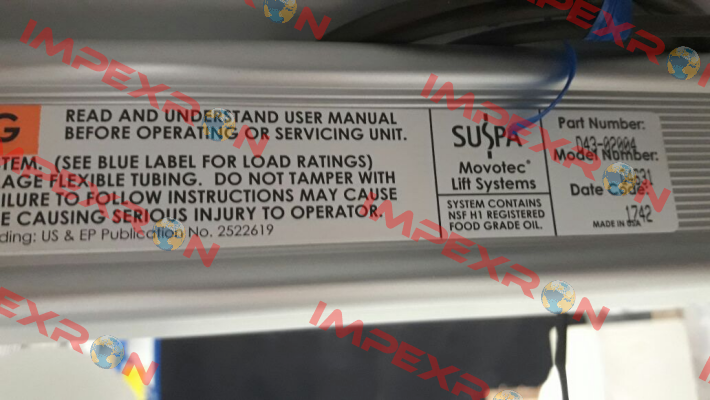 G
READ AND UNDERSTAND USER MANUAL
BEFORE OPERATING OR SERVICING UNIT.
TEM. (SEE BLUE LABEL FOR LOAD RATINGS)
AGE FLEXIBLE TUBING. DO NOT TAMPER WITH
ILURE TO FOLLOW INSTRUCTIONS MAY CAUSE
E CAUSING SERIOUS INJURY TO OPERATOR.
ding: US & EP Publication No. 2522619
SUSPA
Movotec®
Lift Systems
SYSTEM CONTAINS
NSF H1 REGISTERED
FOOD GRADE OIL.
Part Number:
D43-02004
Model Number:
Date Code:
1742
MADE IN USA
IMPEXRON
IMPEXRON
IMPEXRON
IMPEXRON
IMPEXRON
IMPEXRON